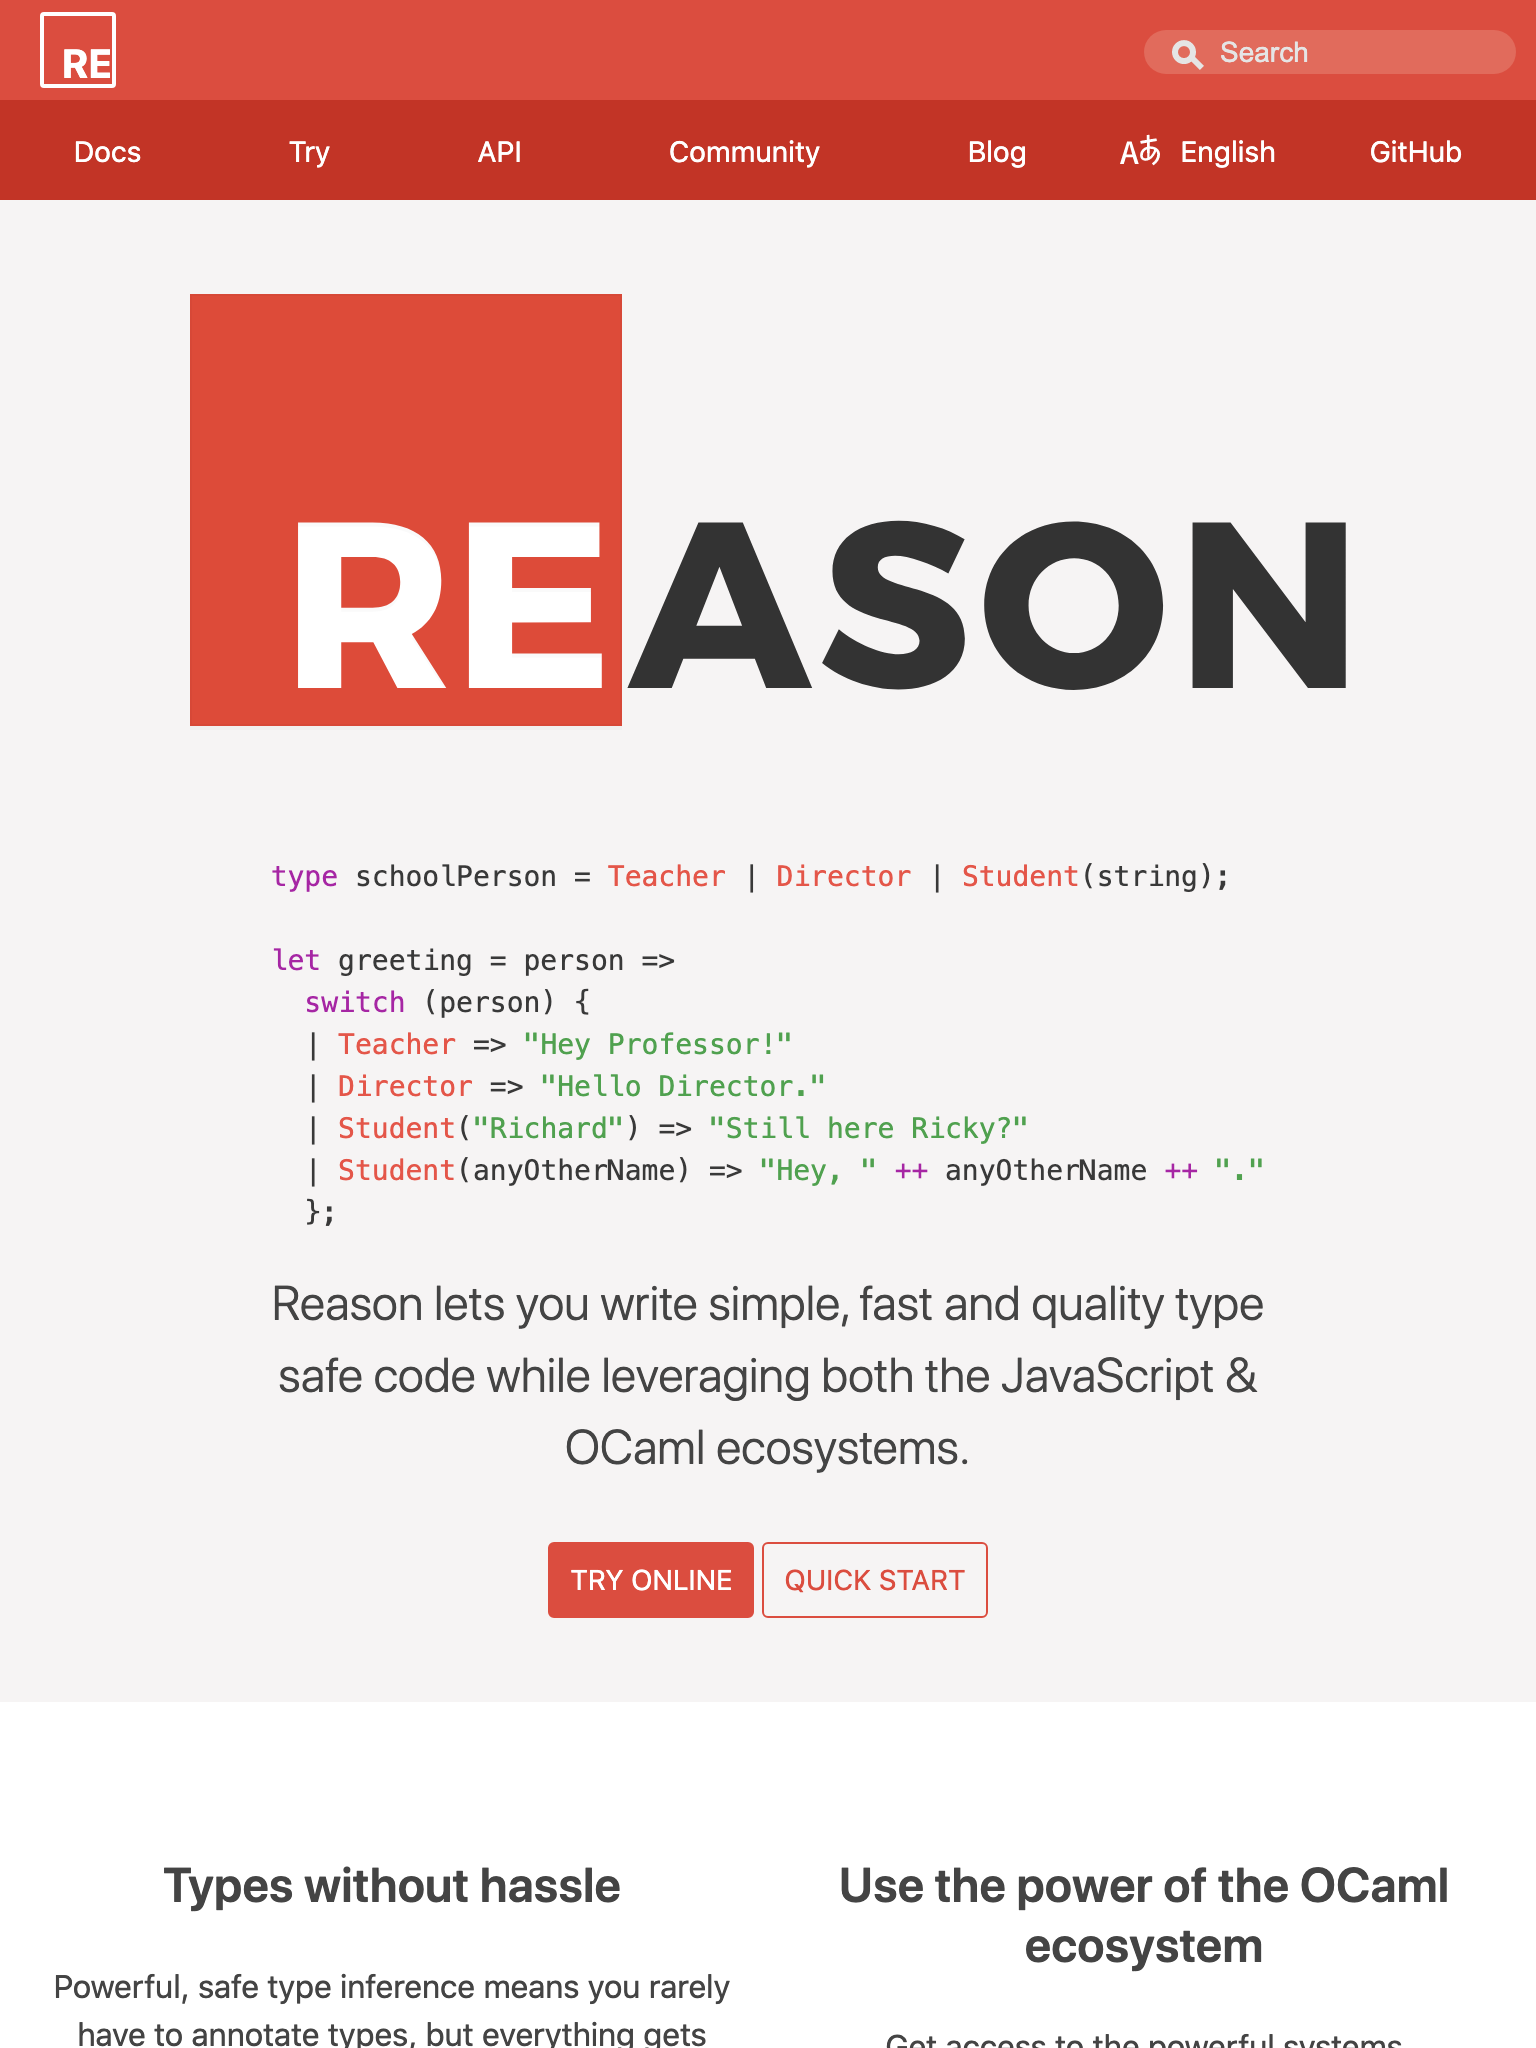 RE
Search
Docs Try API Community Blog Aあ English GitHub
REASON
type schoolPerson = Teacher | Director | Student(string);
let greeting = person =>
  switch (person) {
  | Teacher => "Hey Professor!"
  | Director => "Hello Director."
  | Student("Richard") => "Still here Ricky?"
  | Student(anyOtherName) => "Hey, " ++ anyOtherName ++ "."
  };
Reason lets you write simple, fast and quality type
safe code while leveraging both the JavaScript &
OCaml ecosystems.
TRY ONLINE QUICK START
Types without hassle
Powerful, safe type inference means you rarely
have to annotate types, but everything gets
Use the power of the OCaml
ecosystem
Get access to the powerful systems